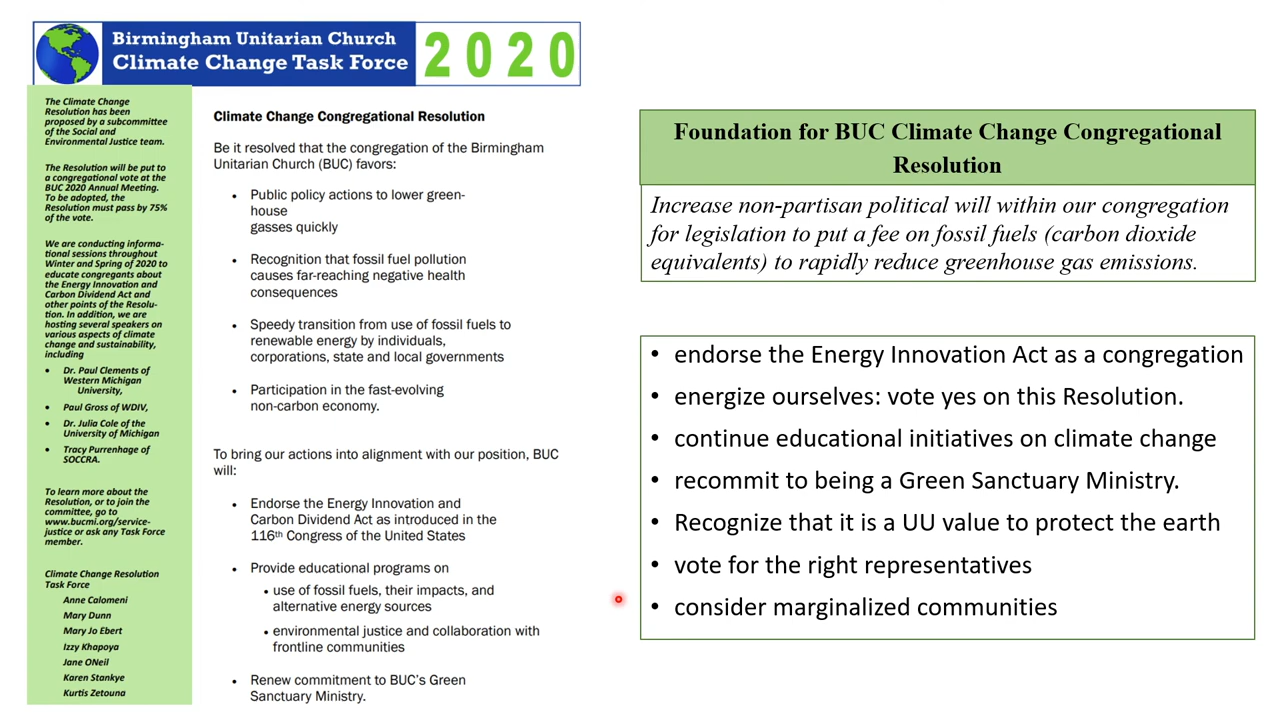 Birmingham Unitarian Church
Climate Change Task Force
2020
The Climate Change
Resolution has been
proposed by a subcommittee
of the Social and
Environmental Justice team.
The Resolution will be put to
a congregational vote at the
BUC 2020 Annual Meeting.
To be adopted, the
Resolution must pass by 75%
of the vote.
We are conducting informa-
tional sessions throughout
Winter and Spring of 2020 to
educate congregants about
the Energy Innovation and
Carbon Dividend Act and
other points of the Resolu-
tion. In addition, we are
hosting several speakers on
various aspects of climate
change and sustainability,
including
• Dr. Paul Clements of
Western Michigan
University,
• Paul Gross of WDIV,
• Dr. Julia Cole of the
University of Michigan
• Tracy Purrenhage of
SOCCRA.
To learn more about the
Resolution, or to join the
committee, go to
www.bucmi.org/service-
justice or ask any Task Force
member.
Climate Change Resolution
Task Force
Anne Calomeni
Mary Dunn
Mary Jo Ebert
Izzy Khapoya
Jane ONeil
Karen Stankye
Kurtis Zetouna
Climate Change Congregational Resolution
Be it resolved that the congregation of the Birmingham
Unitarian Church (BUC) favors:
• Public policy actions to lower green-
house
gasses quickly
• Recognition that fossil fuel pollution
causes far-reaching negative health
consequences
• Speedy transition from use of fossil fuels to
renewable energy by individuals,
corporations, state and local governments
• Participation in the fast-evolving
non-carbon economy.
To bring our actions into alignment with our position, BUC
will:
• Endorse the Energy Innovation and
Carbon Dividend Act as introduced in the
116th Congress of the United States
• Provide educational programs on
• use of fossil fuels, their impacts, and
alternative energy sources
• environmental justice and collaboration with
frontline communities
• Renew commitment to BUC's Green
Sanctuary Ministry.
Foundation for BUC Climate Change Congregational
Resolution
Increase non-partisan political will within our congregation
for legislation to put a fee on fossil fuels (carbon dioxide
equivalents) to rapidly reduce greenhouse gas emissions.
• endorse the Energy Innovation Act as a congregation
• energize ourselves: vote yes on this Resolution.
• continue educational initiatives on climate change
• recommit to being a Green Sanctuary Ministry.
• Recognize that it is a UU value to protect the earth
• vote for the right representatives
• consider marginalized communities